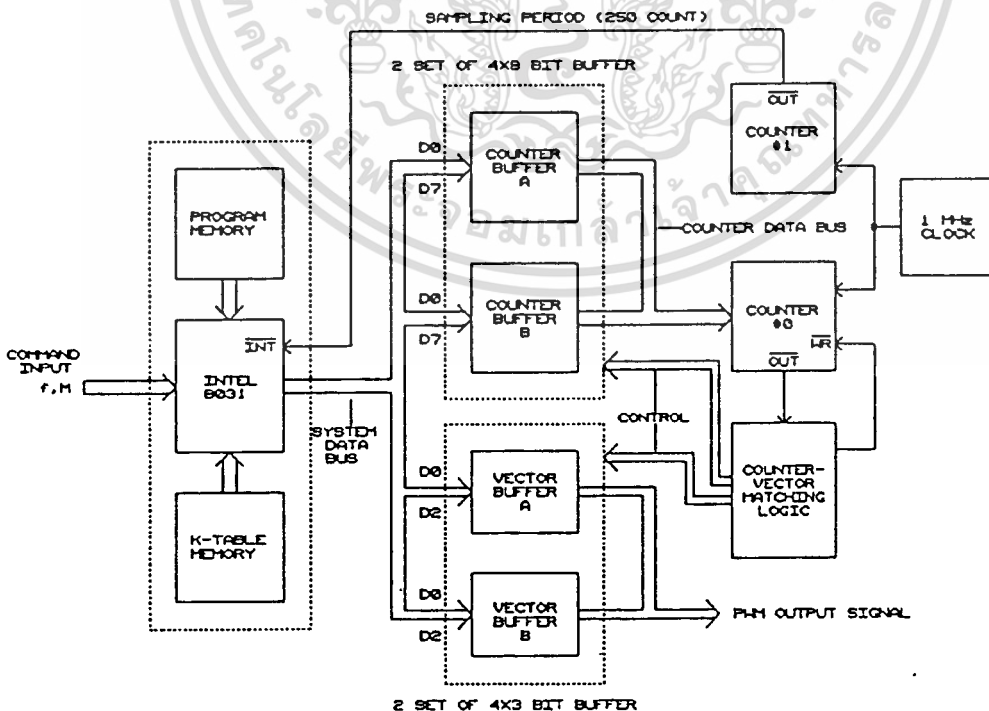 SAMPLING PERIOD (250 COUNT)
2 SET OF 4X8 BIT BUFFER
OUT
COUNTER
#1
1 MHz
CLOCK
PROGRAM
MEMORY
D0
D7
COUNTER
BUFFER
A
COUNTER DATA BUS
D0
D7
COUNTER
BUFFER
B
COUNTER
#0
WR
OUT
COMMAND
INPUT
f,M
INT
INTEL
8031
SYSTEM
DATA
BUS
CONTROL
COUNTER-
VECTOR
MATCHING
LOGIC
K-TABLE
MEMORY
D0
D2
VECTOR
BUFFER
A
D0
D2
VECTOR
BUFFER
B
PWM OUTPUT SIGNAL
2 SET OF 4X3 BIT BUFFER